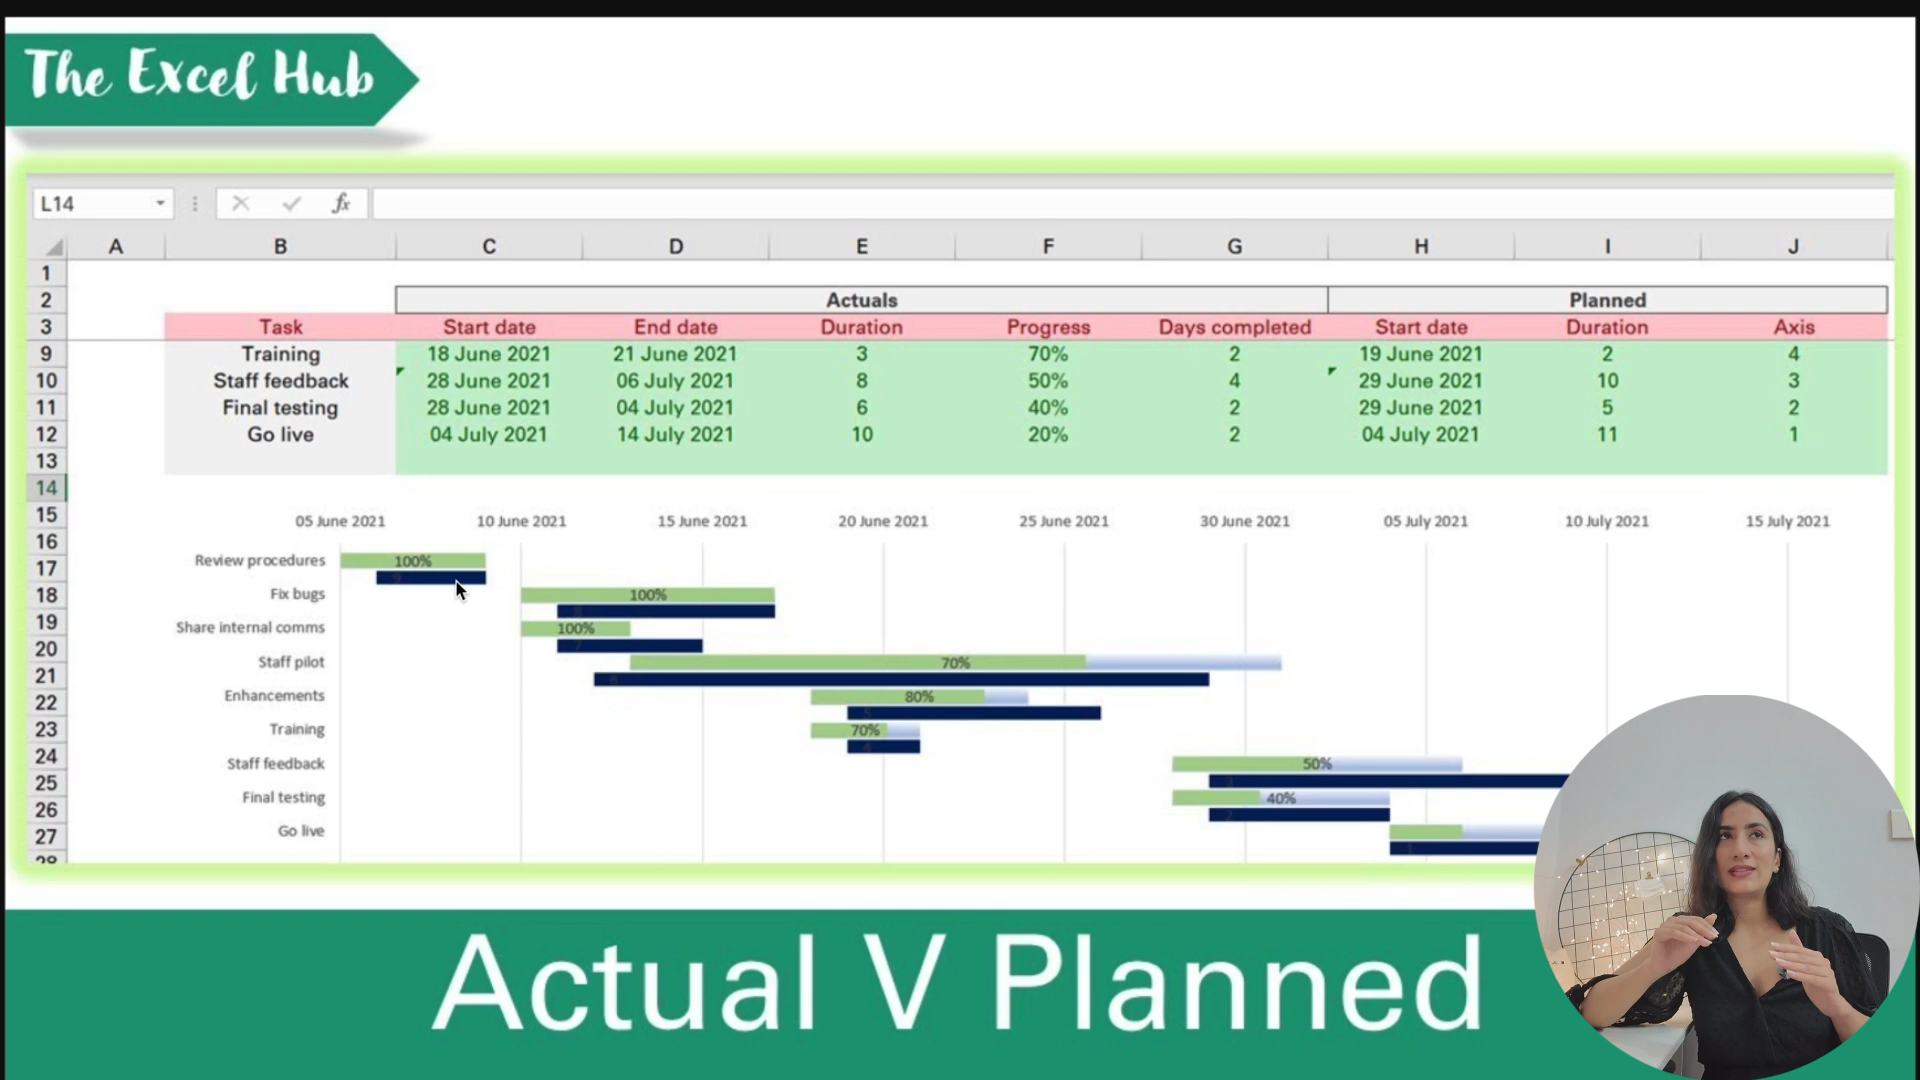 The Excel Hub
L14
fx
A B C D E F G H I J
1
2 Actuals Planned
3 Task Start date End date Duration Progress Days completed Start date Duration Axis
9 Training 18 June 2021 21 June 2021 3 70% 2 19 June 2021 2 4
10 Staff feedback 28 June 2021 06 July 2021 8 50% 4 29 June 2021 10 3
11 Final testing 28 June 2021 04 July 2021 6 40% 2 29 June 2021 5 2
12 Go live 04 July 2021 14 July 2021 10 20% 2 04 July 2021 11 1
13
14
15
16
17
18
19
20
21
22
23
24
25
26
27
28
05 June 2021 10 June 2021 15 June 2021 20 June 2021 25 June 2021 30 June 2021 05 July 2021 10 July 2021 15 July 2021
Review procedures 100%
Fix bugs 100%
Share internal comms 100%
Staff pilot 70%
Enhancements 80%
Training 70%
Staff feedback 50%
Final testing 40%
Go live
Actual V Planned